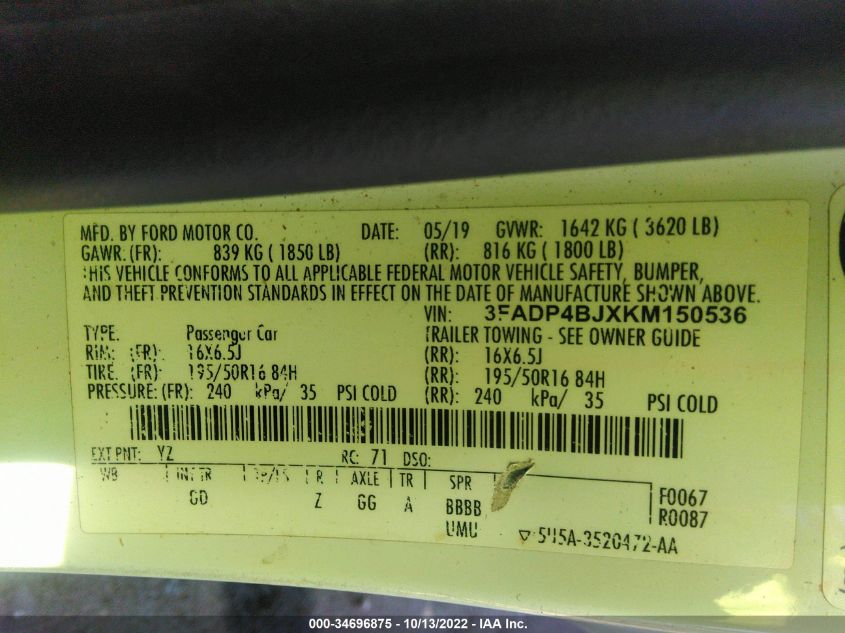 MFD. BY FORD MOTOR CO. DATE: 05/19 GVWR: 1642 KG ( 3620 LB)
GAWR. (FR): 839 KG ( 1850 LB) (RR): 816 KG ( 1800 LB)
THIS VEHICLE CONFORMS TO ALL APPLICABLE FEDERAL MOTOR VEHICLE SAFETY, BUMPER,
AND THEFT PREVENTION STANDARDS IN EFFECT ON THE DATE OF MANUFACTURE SHOWN ABOVE.
VIN: 3FADP4BJXKM150536
TYPE: Passenger Car TRAILER TOWING - SEE OWNER GUIDE
RIM: (FR): 16X6.5J (RR): 16X6.5J
TIRE: (FR): 195/50R16 84H (RR): 195/50R16 84H
PRESSURE: (FR): 240 kPa/ 35 PSI COLD (RR): 240 kPa/ 35 PSI COLD
EXT PNT: YZ RC: 71 DSO:
WB INT TR R AXLE TR SPR
GD Z GG A BBBB F0067
UMU R0087
▽ 5U5A-3520472-AA
000-34696875 - 10/13/2022 - IAA Inc.